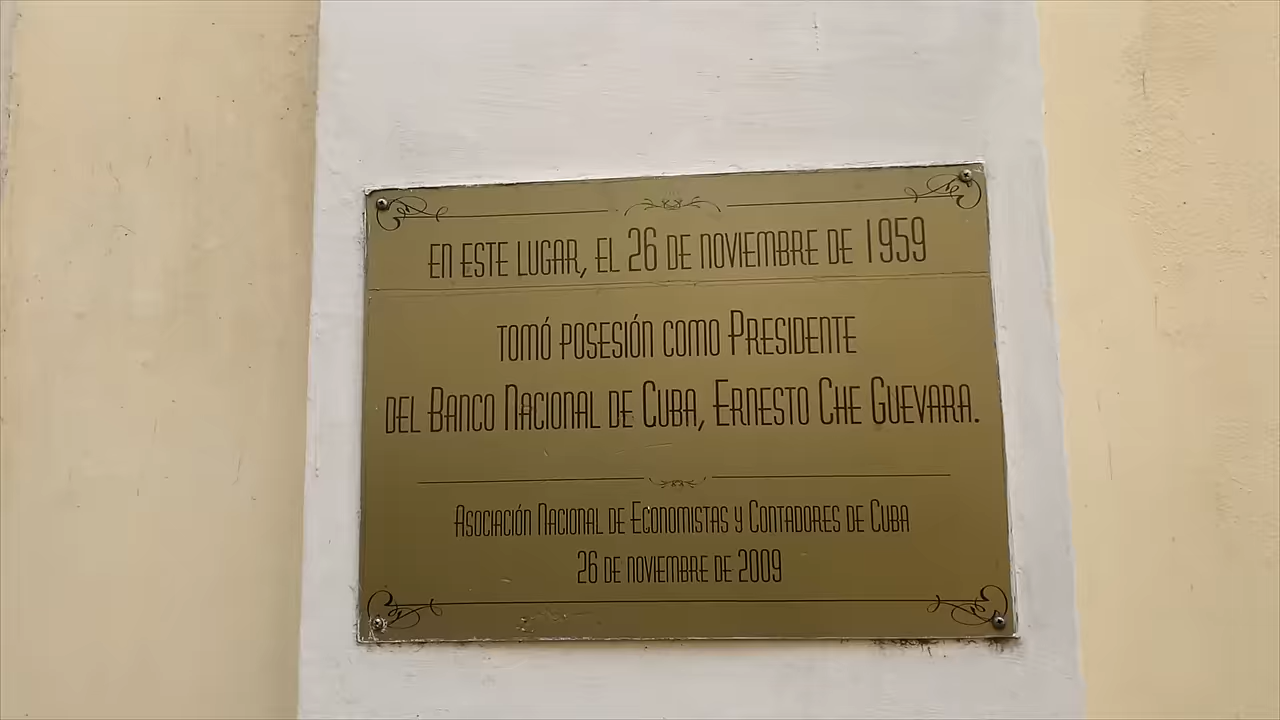 En este lugar, el 26 de noviembre de 1959
tomó posesión como Presidente
del Banco Nacional de Cuba, Ernesto Che Guevara.
Asociación Nacional de Economistas y Contadores de Cuba
26 de noviembre de 2009